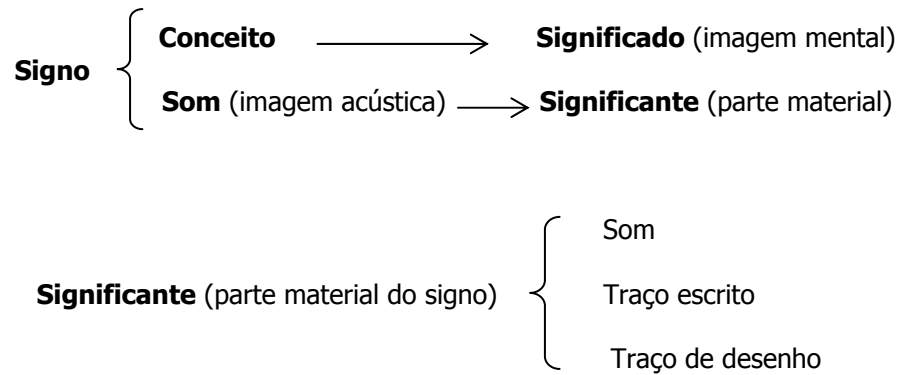 Conceito Significado (imagem mental)
Signo
Som (imagem acústica) Significante (parte material)
Som
Significante (parte material do signo) Traço escrito
Traço de desenho